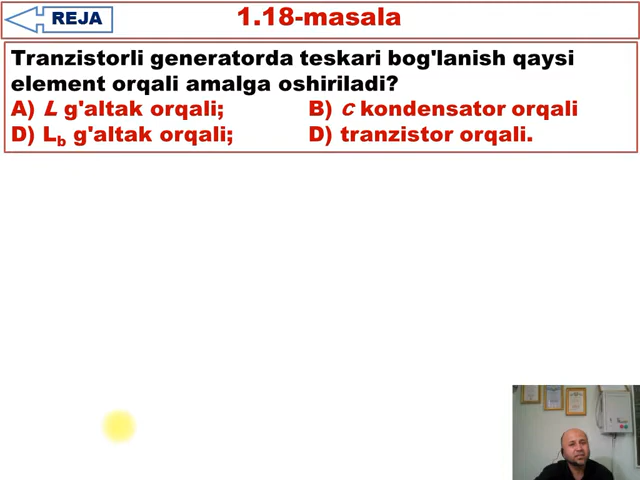 REJA
1.18-masala
Tranzistorli generatorda teskari bog'lanish qaysi
element orqali amalga oshiriladi?
A) L g'altak orqali; B) C kondensator orqali
D) Lb g'altak orqali; D) tranzistor orqali.